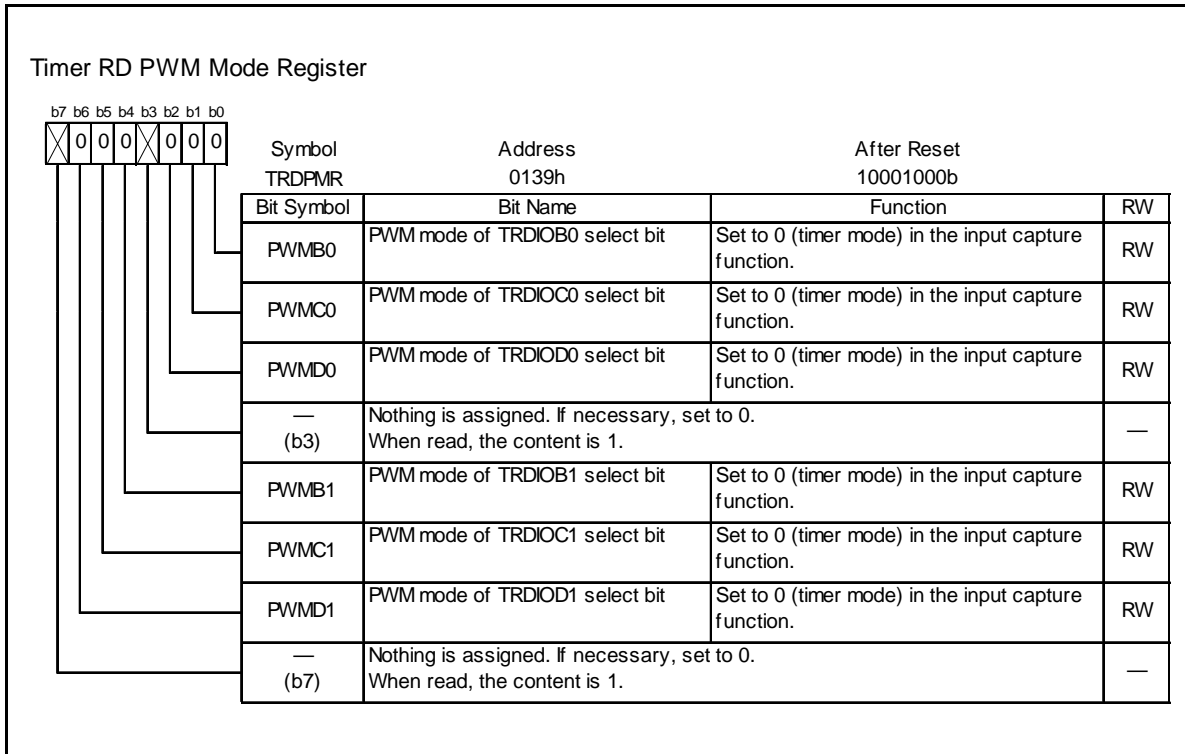 Timer RD PWM Mode Register
b7 b6 b5 b4 b3 b2 b1 b0
0 0 0 0 0 0
Symbol Address After Reset
TRDPMR 0139h 10001000b
Bit Symbol Bit Name Function RW
PWMB0 PWM mode of TRDIOB0 select bit Set to 0 (timer mode) in the input capture function. RW
PWMC0 PWM mode of TRDIOC0 select bit Set to 0 (timer mode) in the input capture function. RW
PWMD0 PWM mode of TRDIOD0 select bit Set to 0 (timer mode) in the input capture function. RW
— (b3) Nothing is assigned. If necessary, set to 0.
When read, the content is 1. —
PWMB1 PWM mode of TRDIOB1 select bit Set to 0 (timer mode) in the input capture function. RW
PWMC1 PWM mode of TRDIOC1 select bit Set to 0 (timer mode) in the input capture function. RW
PWMD1 PWM mode of TRDIOD1 select bit Set to 0 (timer mode) in the input capture function. RW
— (b7) Nothing is assigned. If necessary, set to 0.
When read, the content is 1. —